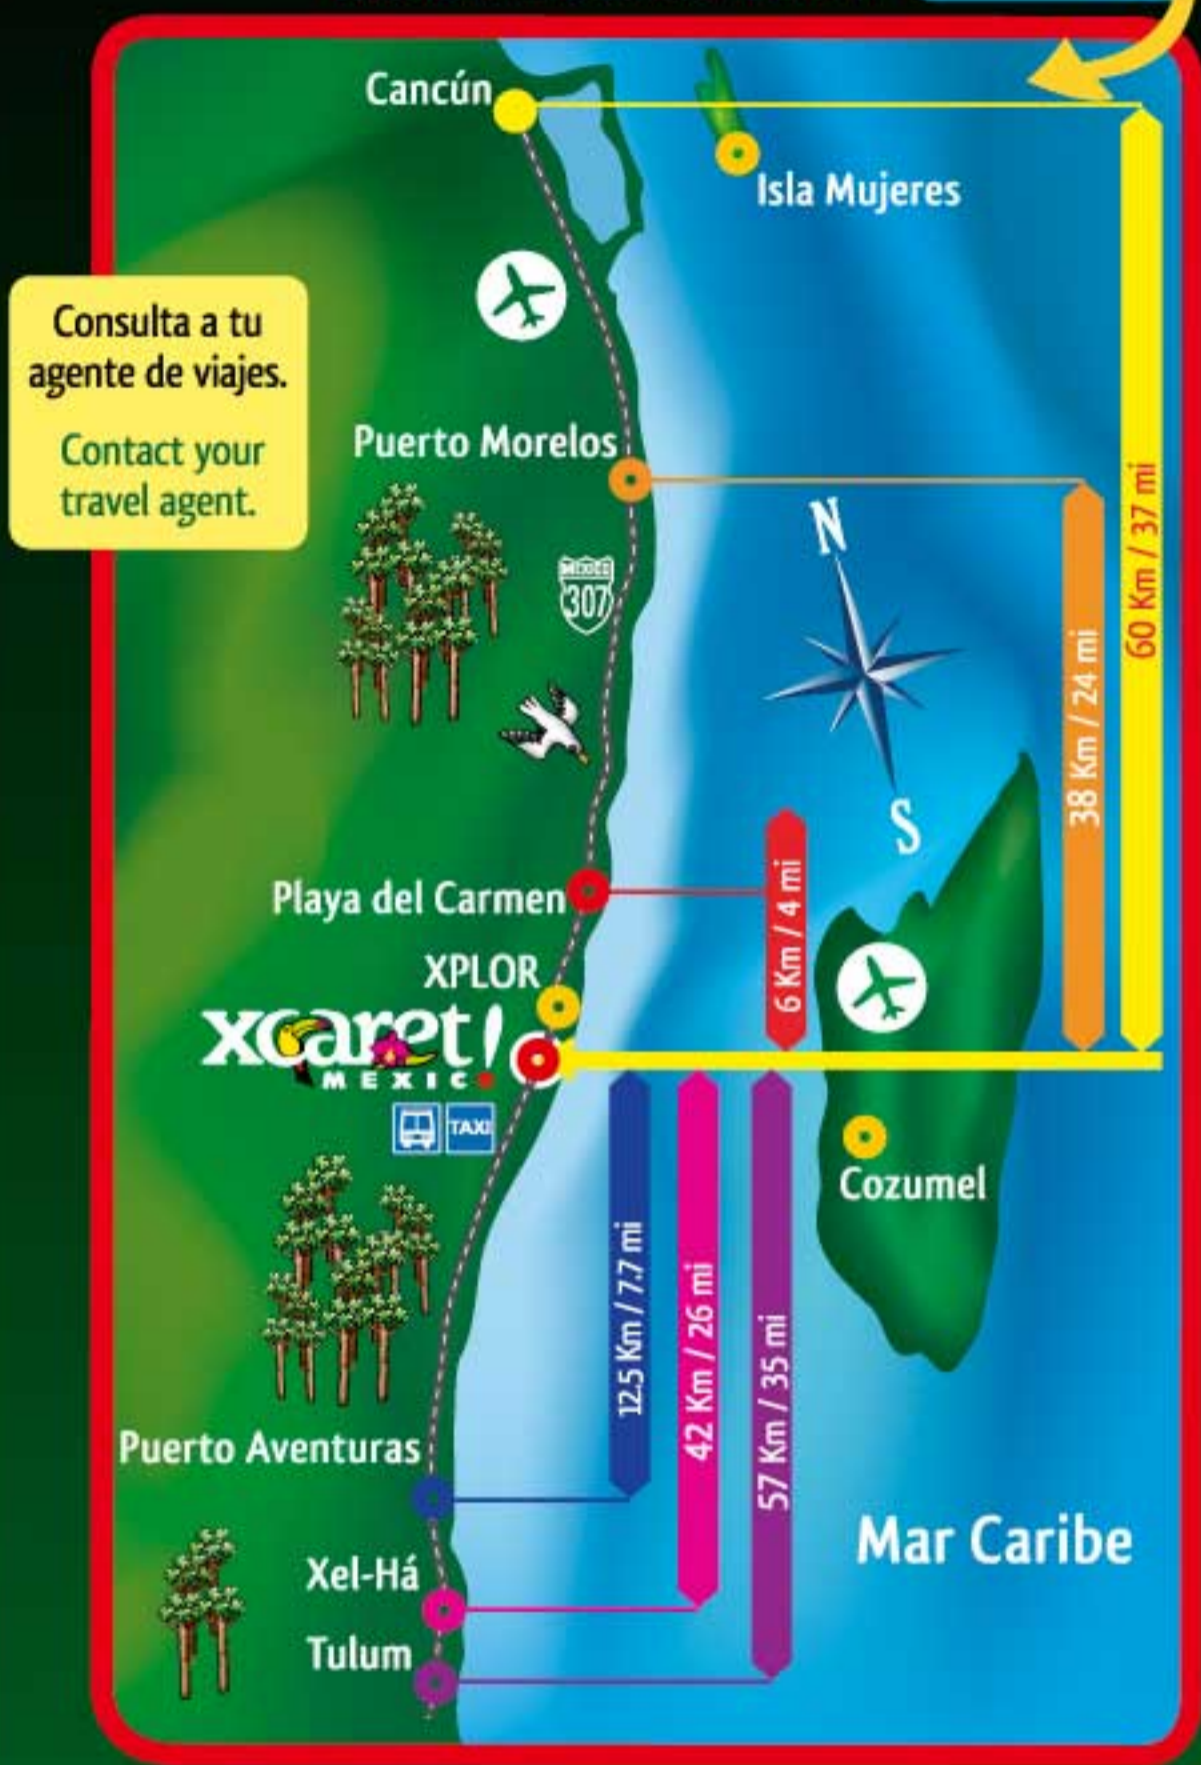 Cancún
Isla Mujeres
Consulta a tu
agente de viajes.
Contact your
travel agent.
Puerto Morelos
N
MEXICO
307
60 Km / 37 mi
38 Km / 24 mi
S
Playa del Carmen
6 Km / 4 mi
XPLOR
xcaret!
MEXICO
TAXI
Cozumel
12.5 Km / 7.7 mi
42 Km / 26 mi
57 Km / 35 mi
Puerto Aventuras
Mar Caribe
Xel-Há
Tulum